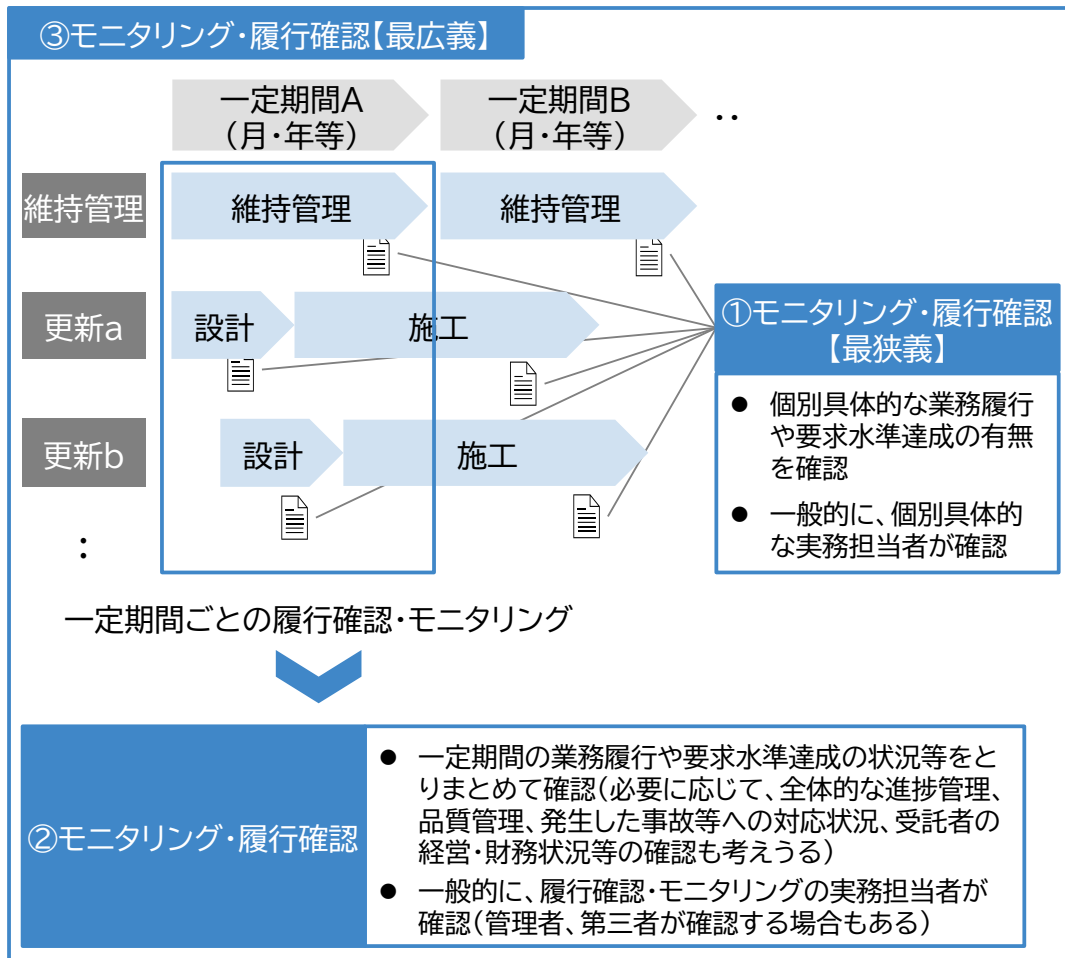 ③モニタリング・履行確認【最広義】
一定期間A
（月・年等）
一定期間B
（月・年等）
‥
維持管理
維持管理
維持管理
更新a
設計
施工
①モニタリング・履行確認
【最狭義】
● 個別具体的な業務履行
や要求水準達成の有無
を確認
● 一般的に、個別具体的
な実務担当者が確認
更新b
設計
施工
：
一定期間ごとの履行確認・モニタリング
②モニタリング・履行確認
● 一定期間の業務履行や要求水準達成の状況等をと
りまとめて確認（必要に応じて、全体的な進捗管理、
品質管理、発生した事故等への対応状況、受託者の
経営・財務状況等の確認も考えうる）
● 一般的に、履行確認・モニタリングの実務担当者が
確認（管理者、第三者が確認する場合もある）